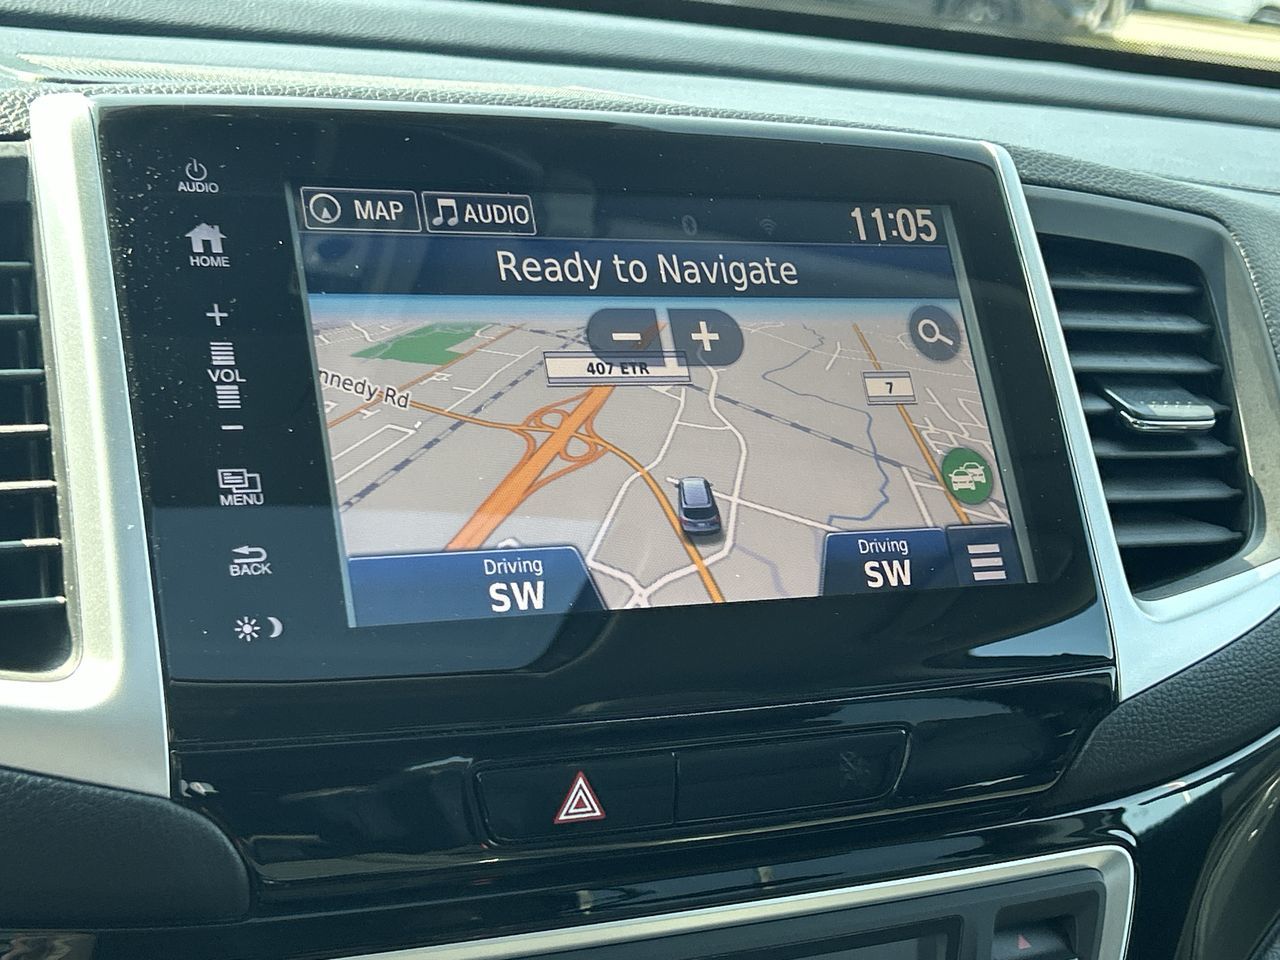 AUDIO
HOME
+
VOL
−
MENU
BACK
MAP
AUDIO
11:05
Ready to Navigate
− +
407 ETR
nnedy Rd
7
Driving
SW
Driving
SW